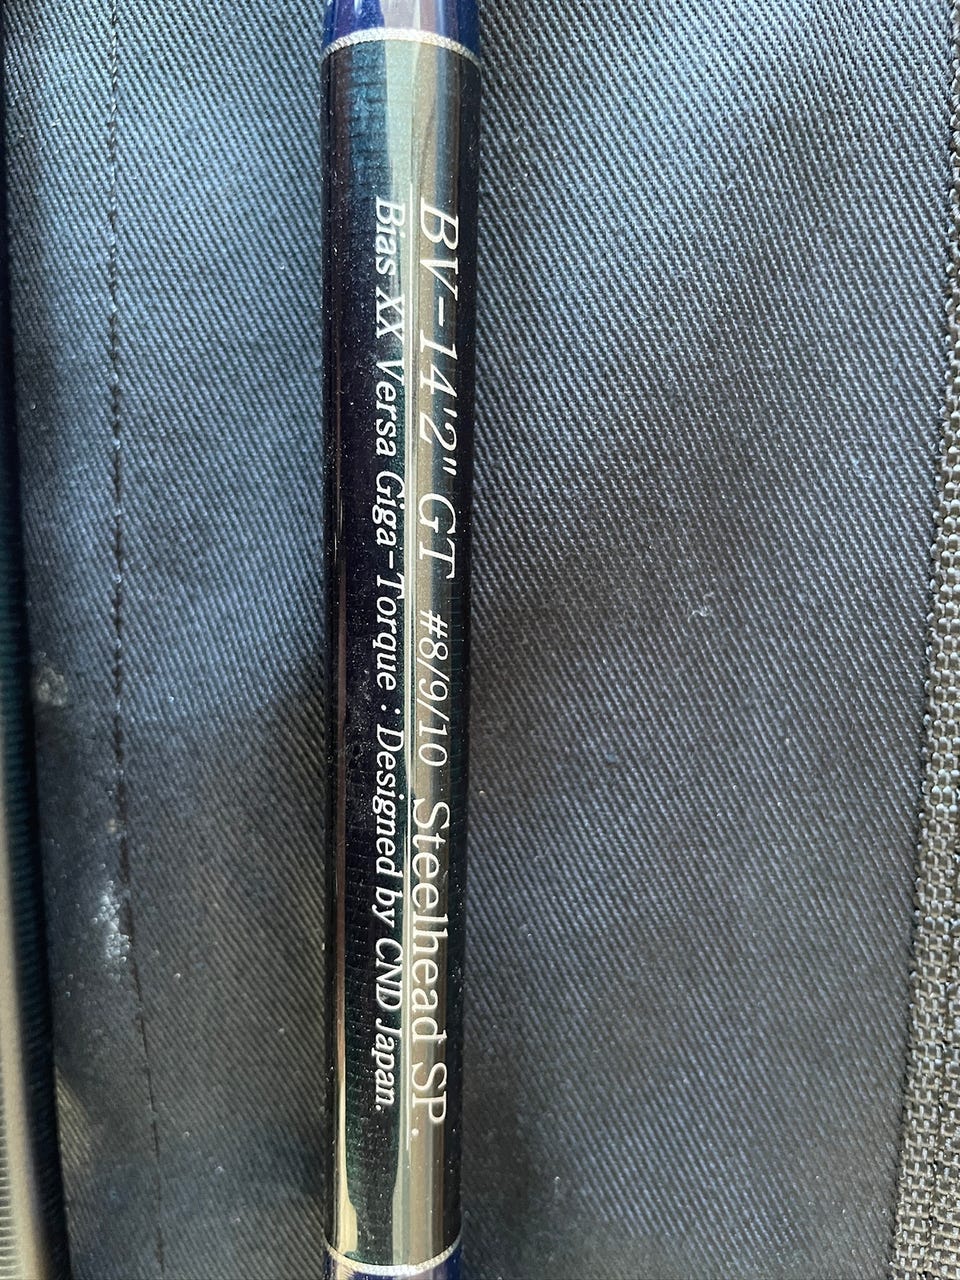 BV-14'2" GT #8/9/10 Steelhead SP.
Bias XX Versa Giga-Torque : Designed by CND Japan.